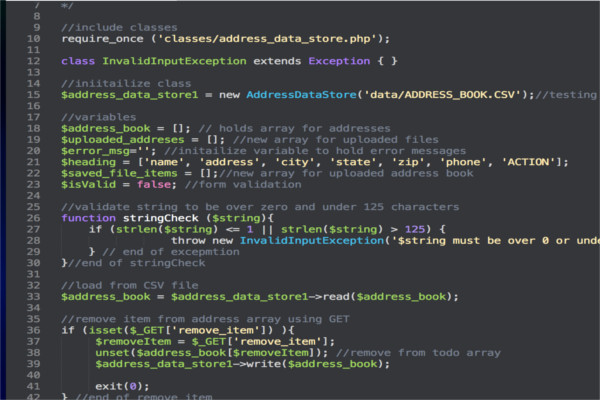 7 */
8
9 //include classes
10 require_once ('classes/address_data_store.php');
11
12 class InvalidInputException extends Exception { }
13
14 //iniitailize class
15 $address_data_store1 = new AddressDataStore('data/ADDRESS_BOOK.CSV');//testing
16
17 //variables
18 $address_book = []; // holds array for addresses
19 $uploaded_addreses = []; //new array for uploaded files
20 $error_msg=''; // initailize variable to hold error messages
21 $heading = ['name', 'address', 'city', 'state', 'zip', 'phone', 'ACTION'];
22 $saved_file_items = [];//new array for uploaded address book
23 $isValid = false; //form validation
24
25 //validate string to be over zero and under 125 characters
26 function stringCheck ($string){
27 if (strlen($string) <= 1 || strlen($string) > 125) {
28 throw new InvalidInputException('$string must be over 0 or unde
29 } // end of excepmtion
30 }//end of stringCheck
31
32 //load from CSV file
33 $address_book = $address_data_store1->read($address_book);
34
35 //remove item from address array using GET
36 if (isset($_GET['remove_item']) ){
37 $removeItem = $_GET['remove_item'];
38 unset($address_book[$removeItem]); //remove from todo array
39 $address_data_store1->write($address_book);
40
41 exit(0);
42 } //end of remove item